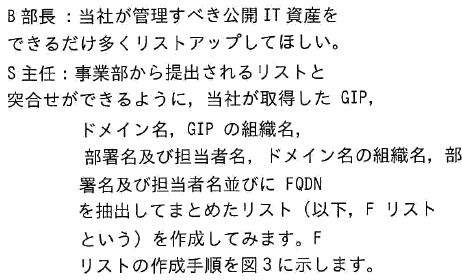 B部長：当社が管理すべき公開IT資産を
できるだけ多くリストアップしてほしい。
S主任：事業部から提出されるリストと
突合せができるように，当社が取得した GIP，
ドメイン名，GIP の組織名，
部署名及び担当者名，ドメイン名の組織名，部
署名及び担当者名並びに FQDN
を抽出してまとめたリスト（以下，F リスト
という）を作成してみます。F
リストの作成手順を図3に示します。